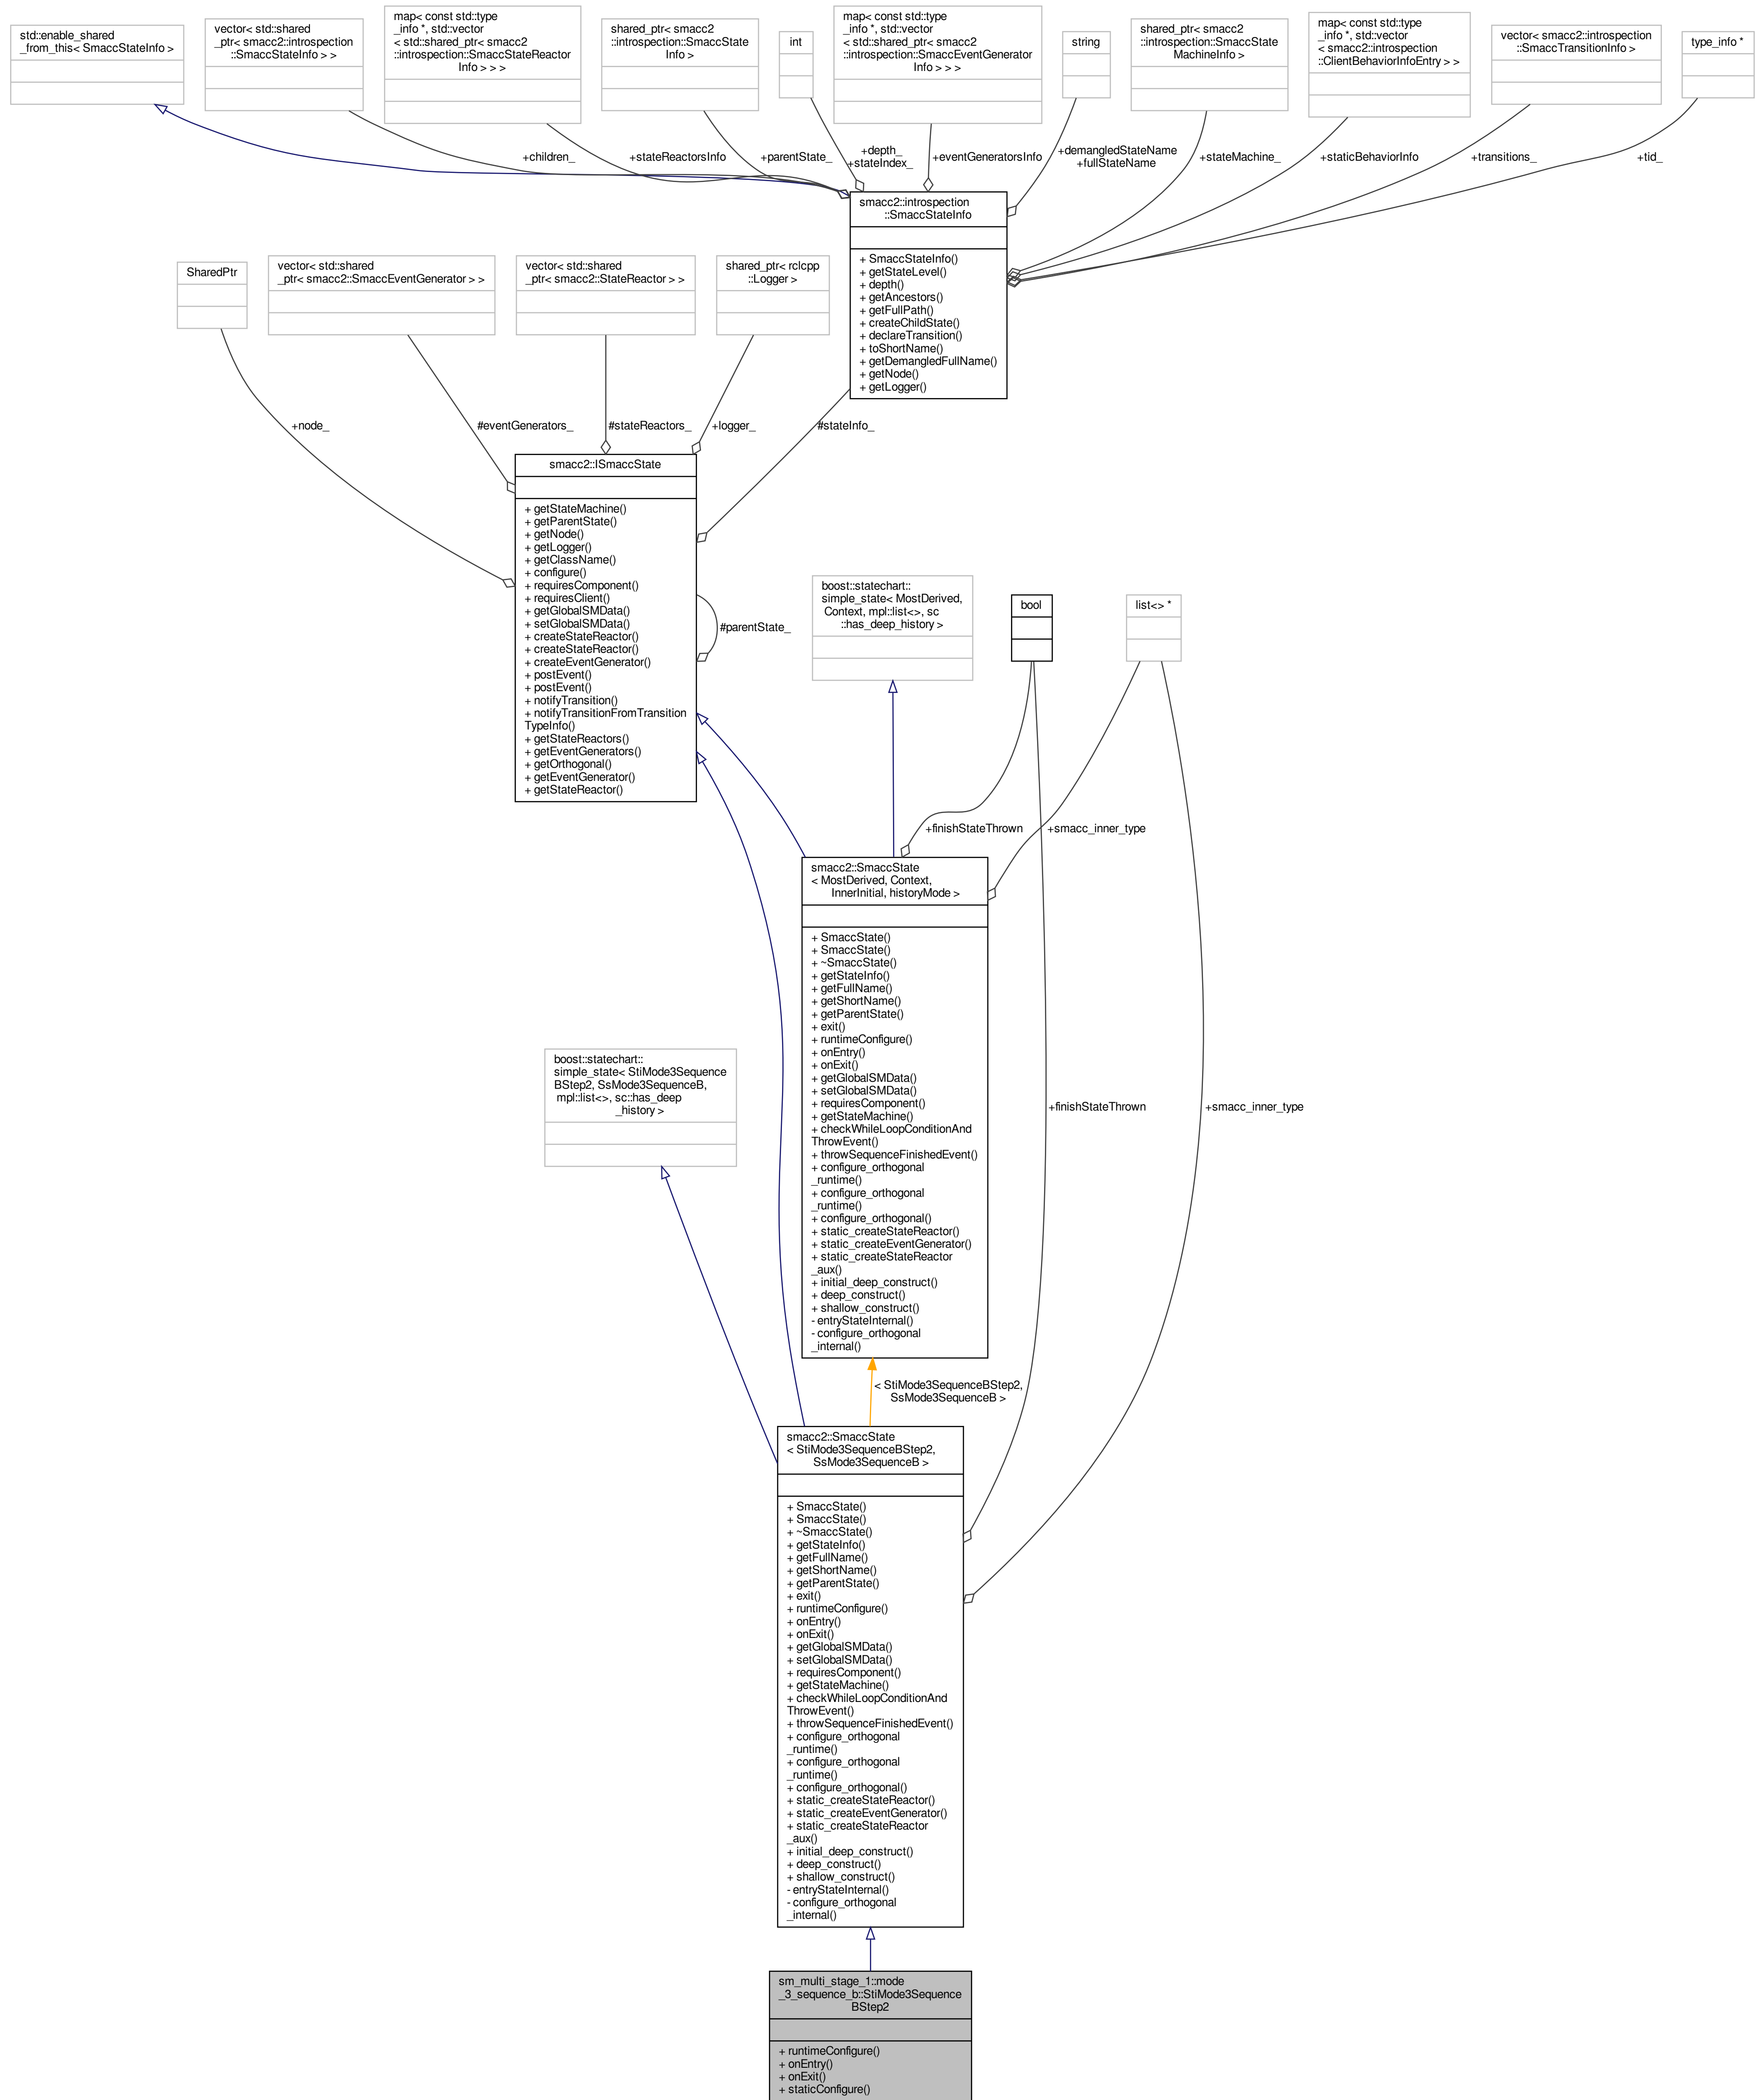 std::enable_shared
_from_this< SmaccStateInfo >
vector< std::shared
_ptr< smacc2::introspection
::SmaccStateInfo > >
map< const std::type
_info *, std::vector
< std::shared_ptr< smacc2
::introspection::SmaccStateReactor
Info > > >
shared_ptr< smacc2
::introspection::SmaccState
Info >
int
map< const std::type
_info *, std::vector
< std::shared_ptr< smacc2
::introspection::SmaccEventGenerator
Info > > >
string
shared_ptr< smacc2
::introspection::SmaccState
MachineInfo >
map< const std::type
_info *, std::vector
< smacc2::introspection
::ClientBehaviorInfoEntry > >
vector< smacc2::introspection
::SmaccTransitionInfo >
type_info *
+children_
+stateReactorsInfo
+parentState_
+depth_
+stateIndex_
+eventGeneratorsInfo
+demangledStateName
+fullStateName
+stateMachine_
+staticBehaviorInfo
+transitions_
+tid_
smacc2::introspection
::SmaccStateInfo
+ SmaccStateInfo()
+ getStateLevel()
+ depth()
+ getAncestors()
+ getFullPath()
+ createChildState()
+ declareTransition()
+ toShortName()
+ getDemangledFullName()
+ getNode()
+ getLogger()
SharedPtr
vector< std::shared
_ptr< smacc2::SmaccEventGenerator > >
vector< std::shared
_ptr< smacc2::StateReactor > >
shared_ptr< rclcpp
::Logger >
+node_
#eventGenerators_
#stateReactors_
+logger_
#stateInfo_
smacc2::ISmaccState
+ getStateMachine()
+ getParentState()
+ getNode()
+ getLogger()
+ getClassName()
+ configure()
+ requiresComponent()
+ requiresClient()
+ getGlobalSMData()
+ setGlobalSMData()
+ createStateReactor()
+ createStateReactor()
+ createEventGenerator()
+ postEvent()
+ postEvent()
+ notifyTransition()
+ notifyTransitionFromTransition
TypeInfo()
+ getStateReactors()
+ getEventGenerators()
+ getOrthogonal()
+ getEventGenerator()
+ getStateReactor()
#parentState_
boost::statechart::
simple_state< MostDerived,
Context, mpl::list<>, sc
::has_deep_history >
bool
list<> *
+finishStateThrown
+smacc_inner_type
smacc2::SmaccState
< MostDerived, Context,
InnerInitial, historyMode >
+ SmaccState()
+ SmaccState()
+ ~SmaccState()
+ getStateInfo()
+ getFullName()
+ getShortName()
+ getParentState()
+ exit()
+ runtimeConfigure()
+ onEntry()
+ onExit()
+ getGlobalSMData()
+ setGlobalSMData()
+ requiresComponent()
+ getStateMachine()
+ checkWhileLoopConditionAnd
ThrowEvent()
+ throwSequenceFinishedEvent()
+ configure_orthogonal
_runtime()
+ configure_orthogonal
_runtime()
+ configure_orthogonal()
+ static_createStateReactor()
+ static_createEventGenerator()
+ static_createStateReactor
_aux()
+ initial_deep_construct()
+ deep_construct()
+ shallow_construct()
- entryStateInternal()
- configure_orthogonal
_internal()
boost::statechart::
simple_state< StiMode3Sequence
BStep2, SsMode3SequenceB,
mpl::list<>, sc::has_deep
_history >
+finishStateThrown
+smacc_inner_type
< StiMode3SequenceBStep2,
SsMode3SequenceB >
smacc2::SmaccState
< StiMode3SequenceBStep2,
SsMode3SequenceB >
+ SmaccState()
+ SmaccState()
+ ~SmaccState()
+ getStateInfo()
+ getFullName()
+ getShortName()
+ getParentState()
+ exit()
+ runtimeConfigure()
+ onEntry()
+ onExit()
+ getGlobalSMData()
+ setGlobalSMData()
+ requiresComponent()
+ getStateMachine()
+ checkWhileLoopConditionAnd
ThrowEvent()
+ throwSequenceFinishedEvent()
+ configure_orthogonal
_runtime()
+ configure_orthogonal
_runtime()
+ configure_orthogonal()
+ static_createStateReactor()
+ static_createEventGenerator()
+ static_createStateReactor
_aux()
+ initial_deep_construct()
+ deep_construct()
+ shallow_construct()
- entryStateInternal()
- configure_orthogonal
_internal()
sm_multi_stage_1::mode
_3_sequence_b::StiMode3Sequence
BStep2
+ runtimeConfigure()
+ onEntry()
+ onExit()
+ staticConfigure()